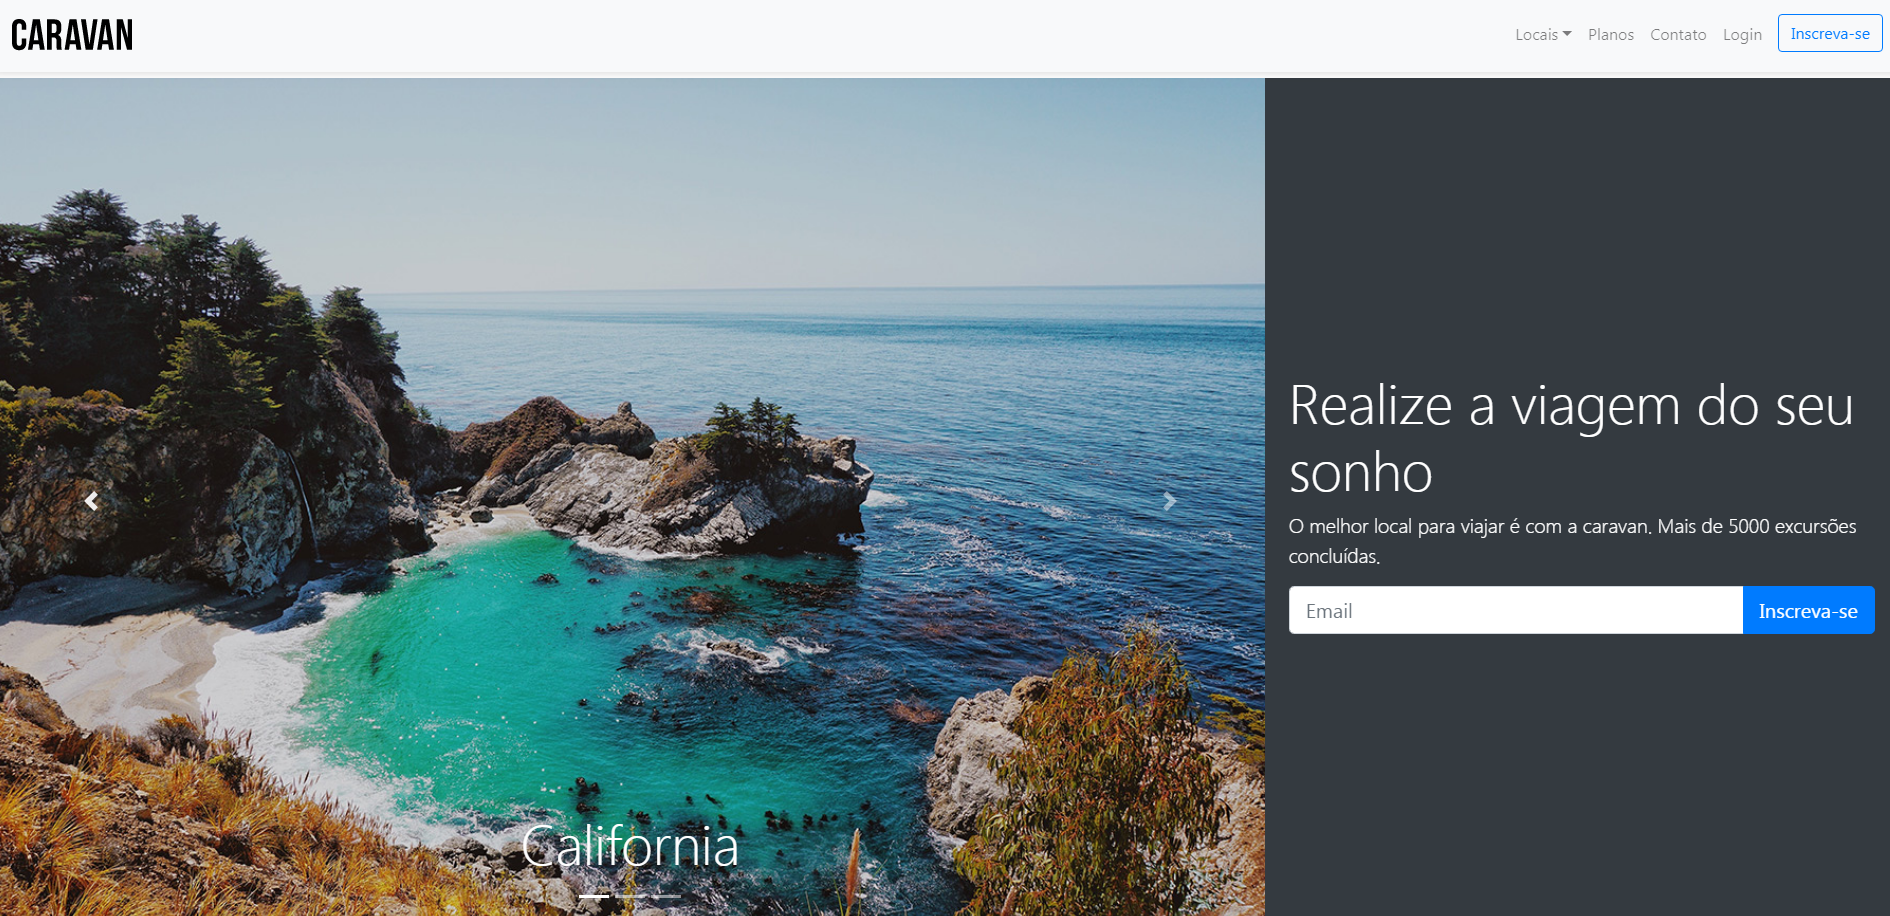 CARAVAN
Locais Planos Contato Login Inscreva-se
Realize a viagem do seu
sonho
O melhor local para viajar é com a caravan. Mais de 5000 excursões
concluídas.
Email Inscreva-se
California